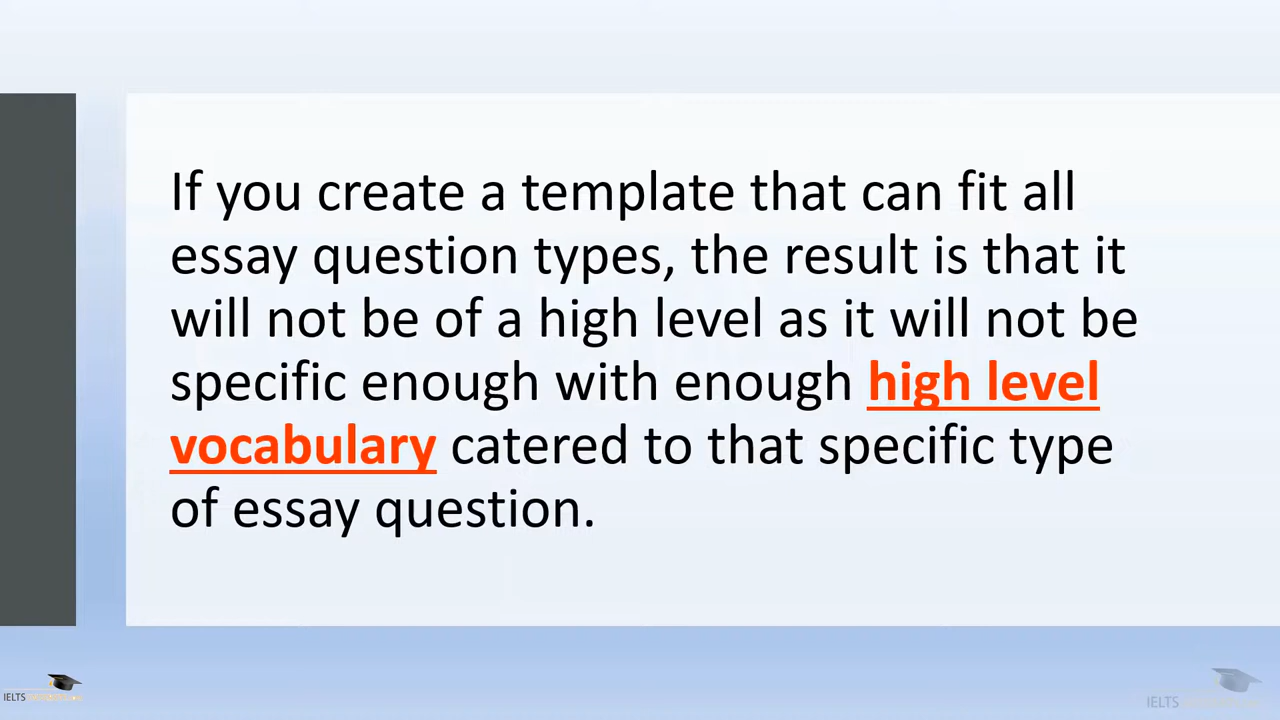 If you create a template that can fit all
essay question types, the result is that it
will not be of a high level as it will not be
specific enough with enough high level
vocabulary catered to that specific type
of essay question.
IELTS
IELTS